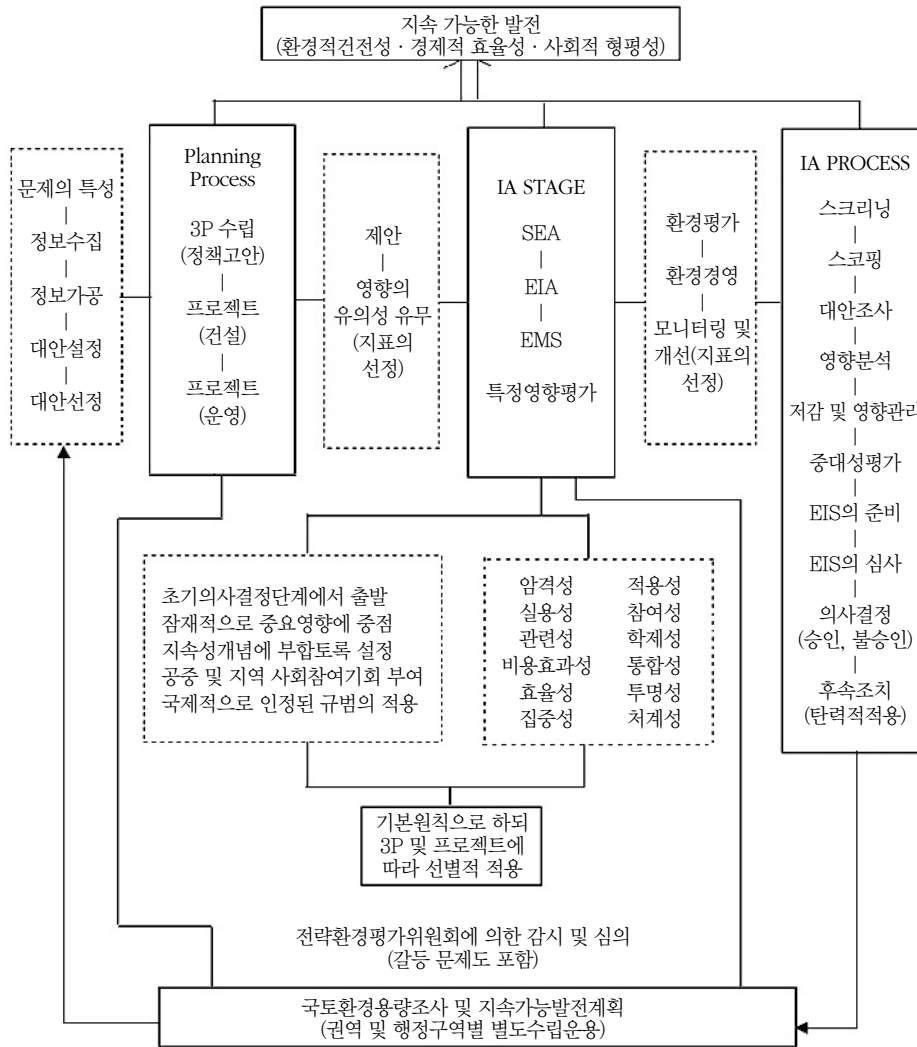 지속 가능한 발전
(환경적건전성 · 경제적 효율성 · 사회적 형평성)
문제의 특성
정보수집
정보가공
대안설정
대안선정
Planning
Process
3P 수립
(정책고안)
프로젝트
(건설)
프로젝트
(운영)
제안
영향의
유의성 유무
(지표의
선정)
IA STAGE
SEA
EIA
EMS
특정영향평가
환경평가
환경경영
모니터링 및
개선(지표의
선정)
IA PROCESS
스크리닝
스코핑
대안조사
영향분석
저감 및 영향관리
중대성평가
EIS의 준비
EIS의 심사
의사결정
(승인, 불승인)
후속조치
(탄력적적용)
초기의사결정단계에서 출발
잠재적으로 중요영향에 중점
지속성개념에 부합토록 설정
공중 및 지역 사회참여기회 부여
국제적으로 인정된 규범의 적용
암격성 적용성
실용성 참여성
관련성 학제성
비용효과성 통합성
효율성 투명성
집중성 처계성
기본원칙으로 하되
3P 및 프로젝트에
따라 선별적 적용
전략환경평가위원회에 의한 감시 및 심의
(갈등 문제도 포함)
국토환경용량조사 및 지속가능발전계획
(권역 및 행정구역별 별도수립운용)